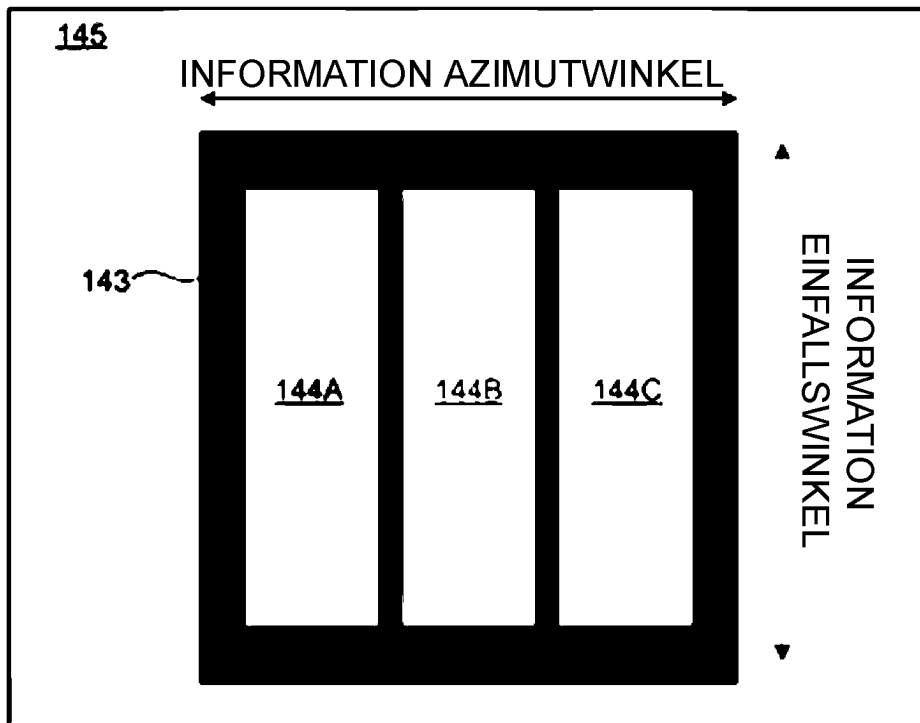 145
INFORMATION AZIMUTWINKEL
143
144A
144B
144C
INFORMATION
EINFALLSWINKEL